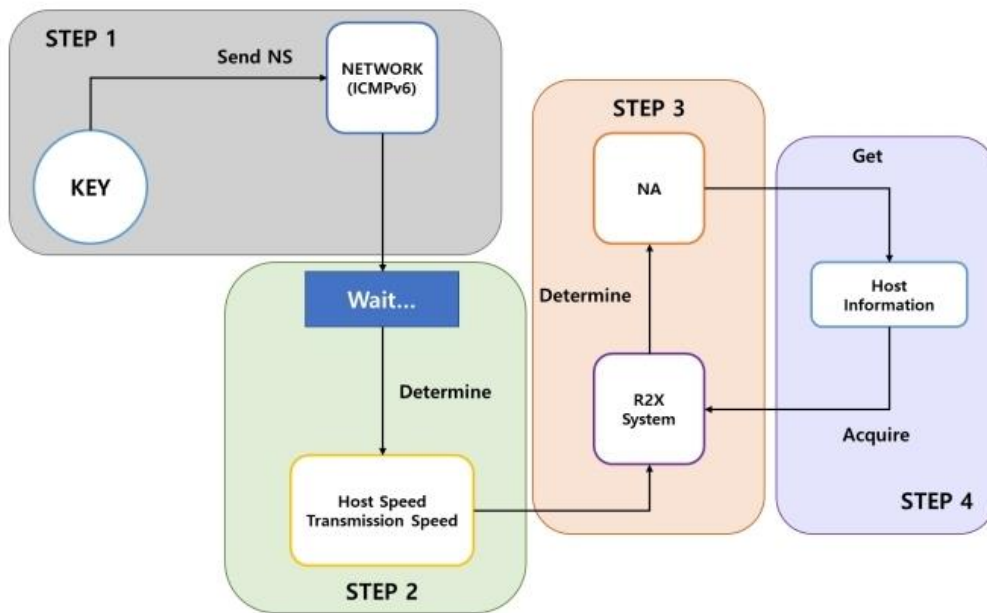 STEP 1
Send NS
NETWORK
(ICMPv6)
KEY
Wait...
Determine
Host Speed
Transmission Speed
STEP 2
STEP 3
NA
Determine
R2X
System
Get
Host
Information
Acquire
STEP 4